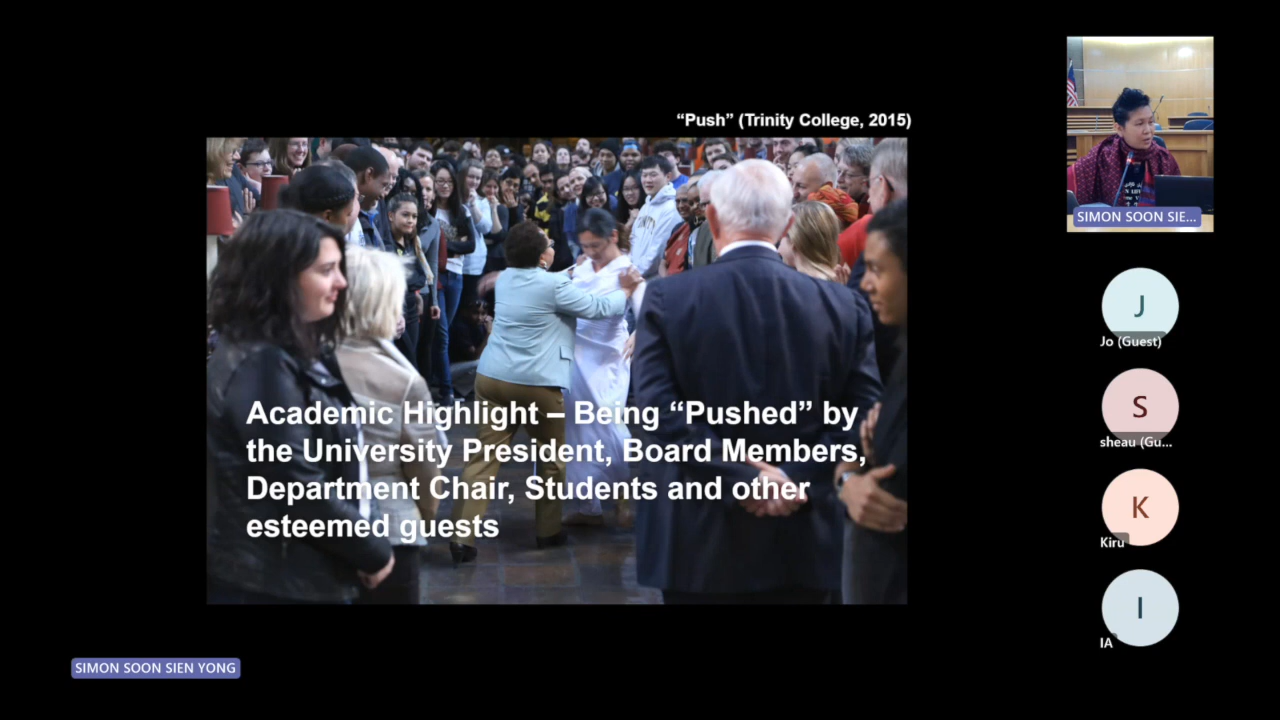 “Push” (Trinity College, 2015)
Academic Highlight – Being “Pushed” by
the University President, Board Members,
Department Chair, Students and other
esteemed guests
SIMON SOON SIEN YONG
SIMON SOON SIE...
J
Jo (Guest)
S
sheau (Gu...
K
Kiru
I
IA